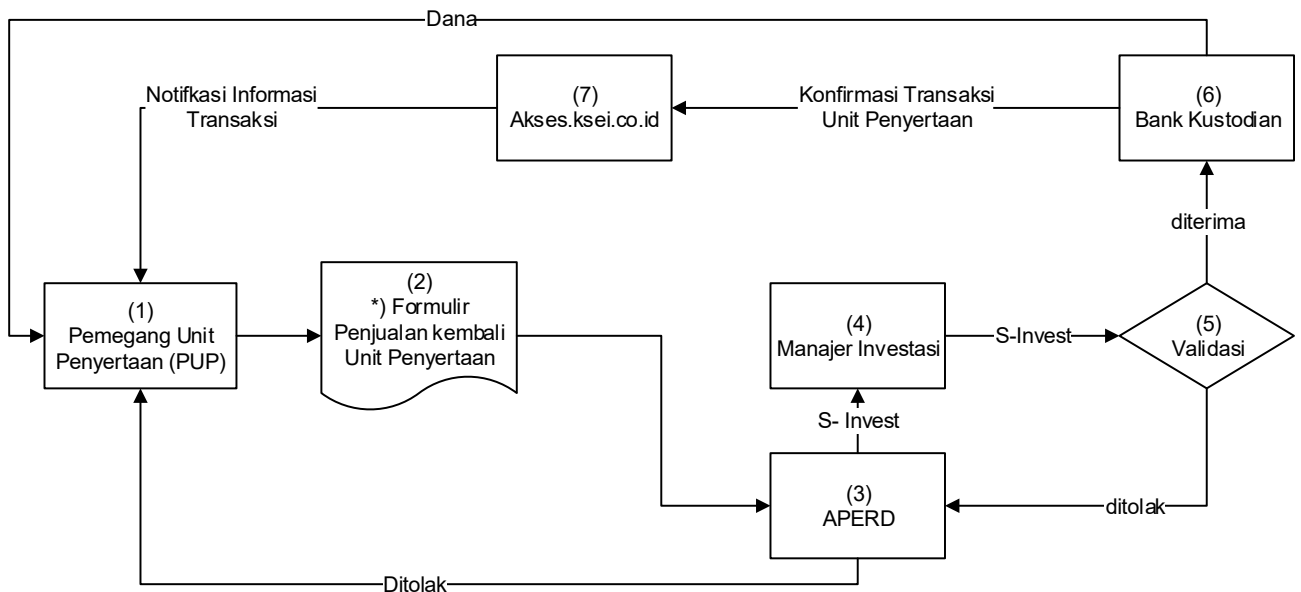 Dana
(7)
Akses.ksei.co.id
Notifkasi Informasi
Transaksi
Konfirmasi Transaksi
Unit Penyertaan
(6)
Bank Kustodian
diterima
(1)
Pemegang Unit
Penyertaan (PUP)
(2)
*) Formulir
Penjualan kembali
Unit Penyertaan
(4)
Manajer Investasi
S-Invest
(5)
Validasi
S- Invest
(3)
APERD
ditolak
Ditolak